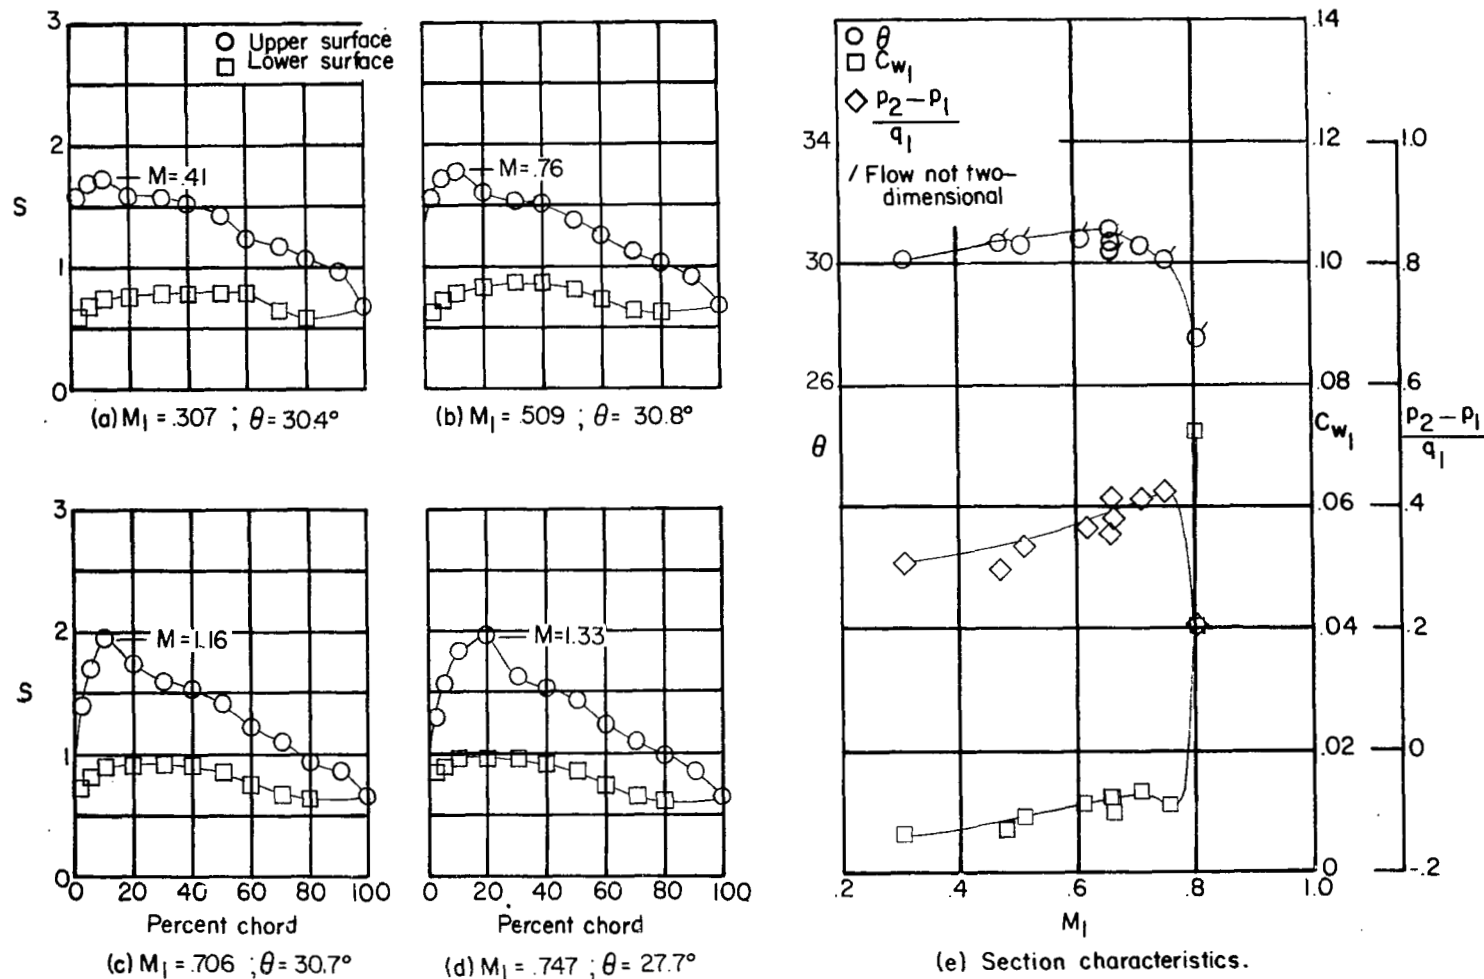 3
2
S
1
0
○ Upper surface
□ Lower surface
M=.41
(a) M₁ = .307 ; θ = 30.4°
M=.76
(b) M₁ = .509 ; θ = 30.8°
3
2
S
1
0
M=1.16
0 20 40 60 80 100
Percent chord
(c) M₁ = .706 ; θ = 30.7°
M=1.33
0 20 40 60 80 100
Percent chord
(d) M₁ = .747 ; θ = 27.7°
○ θ
□ Cw₁
◇ p₂ – p₁
q₁
/ Flow not two-
dimensional
34
30
26
θ
.14
.12
.10
.08
Cw₁
.06
.04
.02
.0
1.0
.8
.6
p₂ – p₁
q₁
.4
.2
0
-.2
.2 .4 .6 .8 1.0
M₁
(e) Section characteristics.